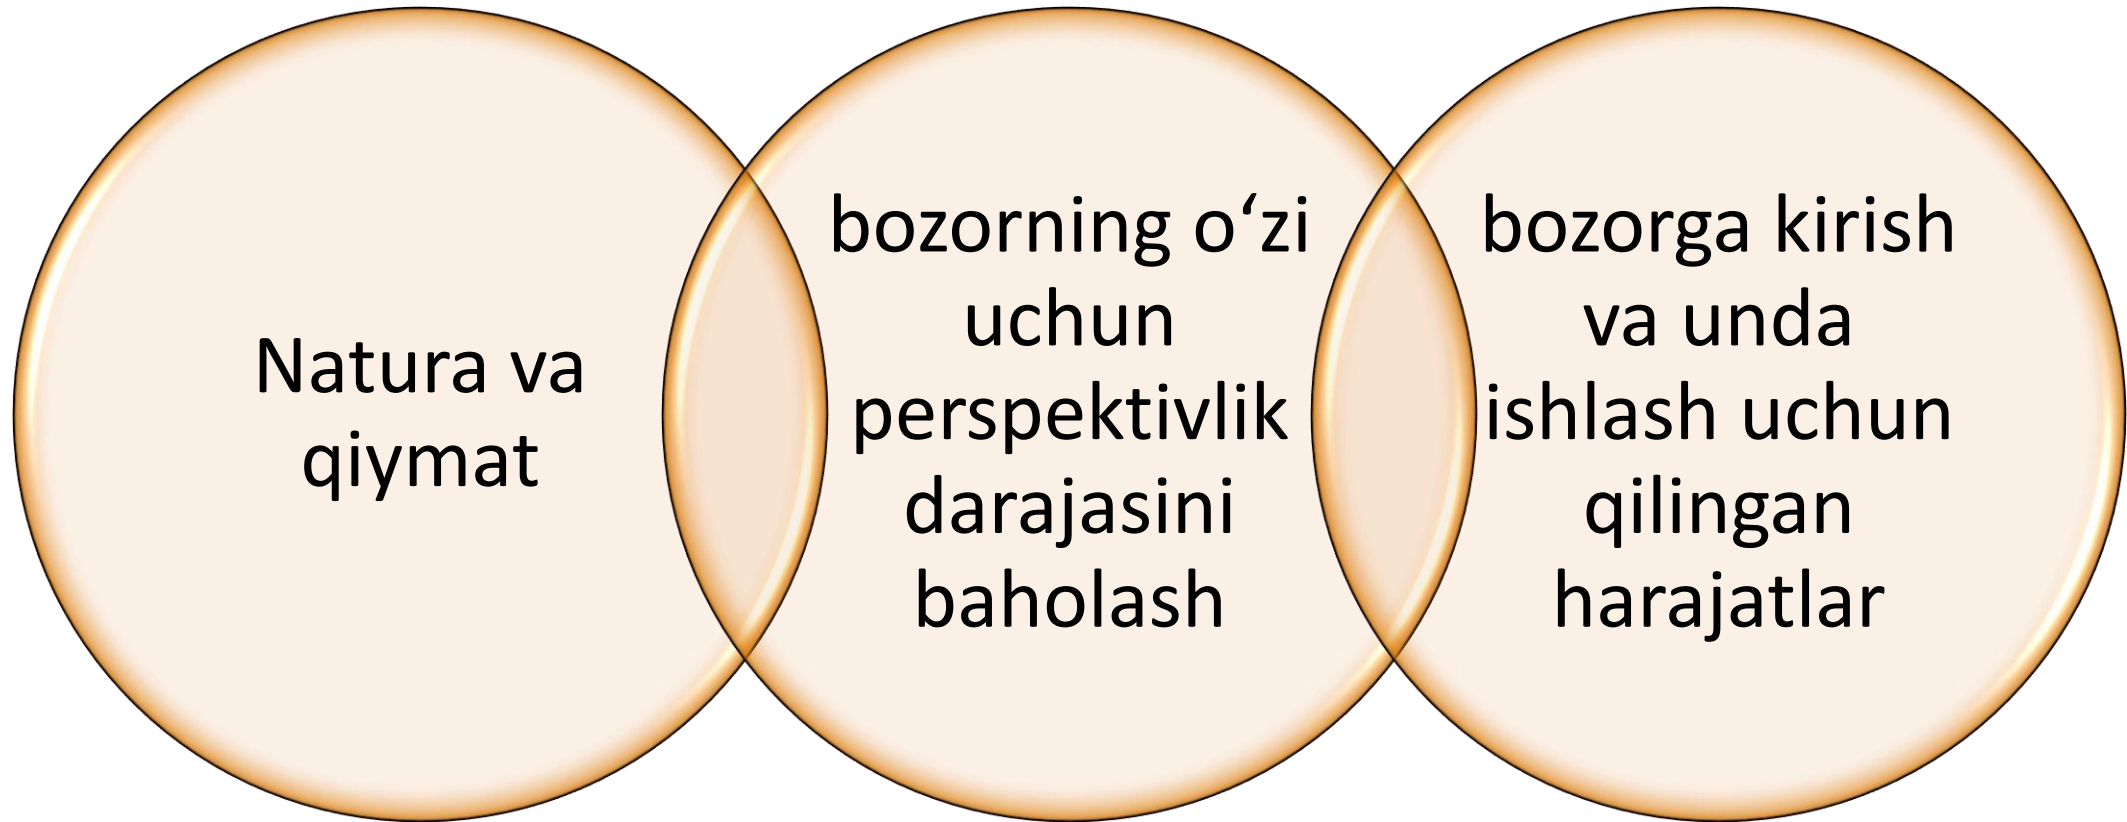 Natura va
qiymat
bozorning o‘zi
uchun
perspektivlik
darajasini
baholash
bozorga kirish
va unda
ishlash uchun
qilingan
harajatlar